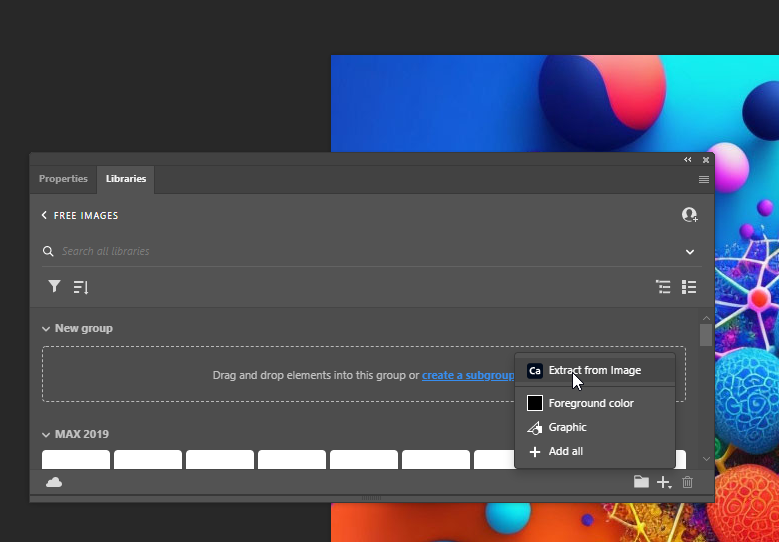 Properties
Libraries
FREE IMAGES
Search all libraries
New group
Drag and drop elements into this group or create a subgroup
Ca Extract from Image
Foreground color
Graphic
Add all
MAX 2019